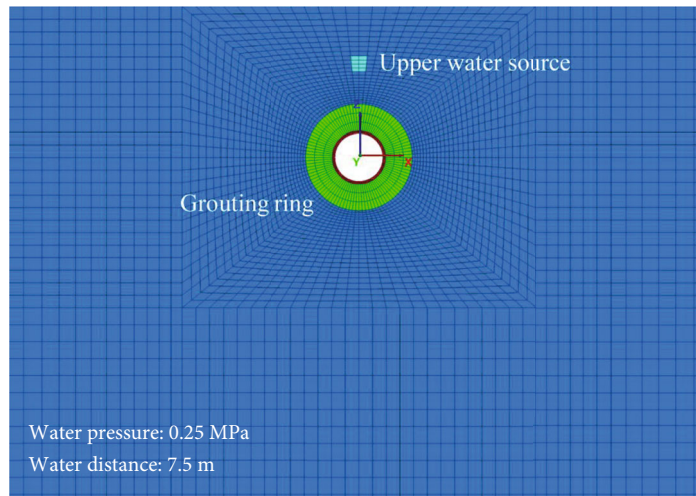 Upper water source
Z
Y
X
Grouting ring
Water pressure: 0.25 MPa
Water distance: 7.5 m